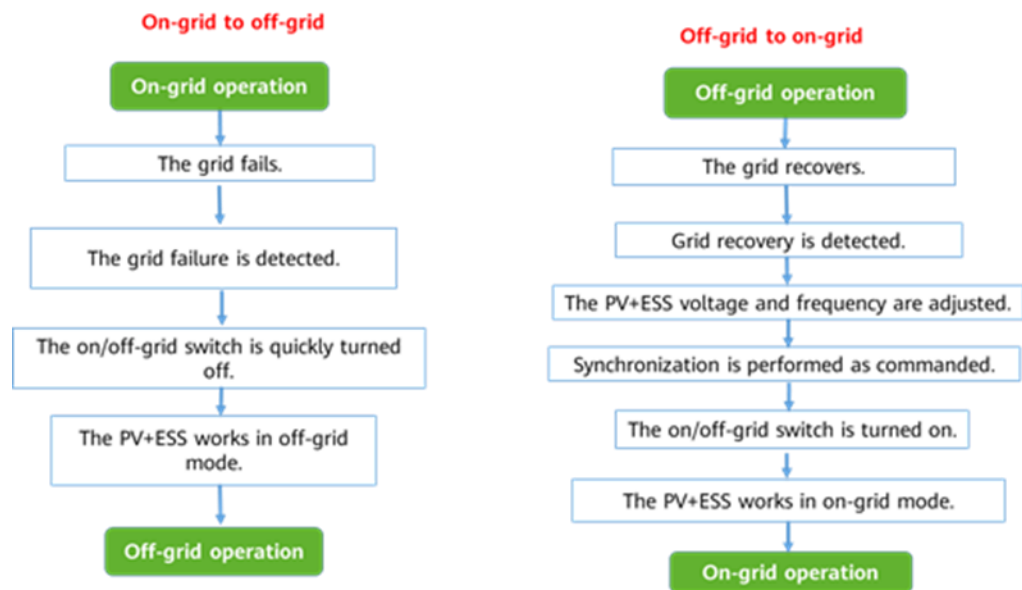 On-grid to off-grid
On-grid operation
The grid fails.
The grid failure is detected.
The on/off-grid switch is quickly turned
off.
The PV+ESS works in off-grid
mode.
Off-grid operation
Off-grid to on-grid
Off-grid operation
The grid recovers.
Grid recovery is detected.
The PV+ESS voltage and frequency are adjusted.
Synchronization is performed as commanded.
The on/off-grid switch is turned on.
The PV+ESS works in on-grid mode.
On-grid operation